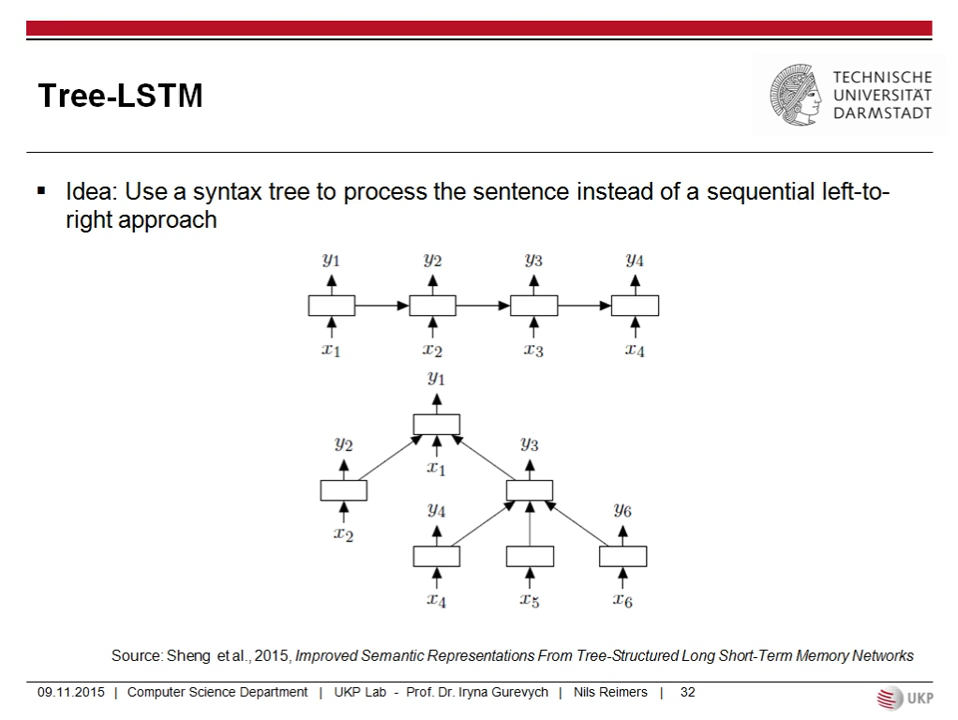 Tree-LSTM
TECHNISCHE
UNIVERSITÄT
DARMSTADT
▪ Idea: Use a syntax tree to process the sentence instead of a sequential left-to-
right approach
y1 y2 y3 y4
x1 x2 x3 x4
y1
y2 y3
x1
y4 y6
x2
x4 x5 x6
Source: Sheng et al., 2015, Improved Semantic Representations From Tree-Structured Long Short-Term Memory Networks
09.11.2015 | Computer Science Department | UKP Lab - Prof. Dr. Iryna Gurevych | Nils Reimers | 32
UKP